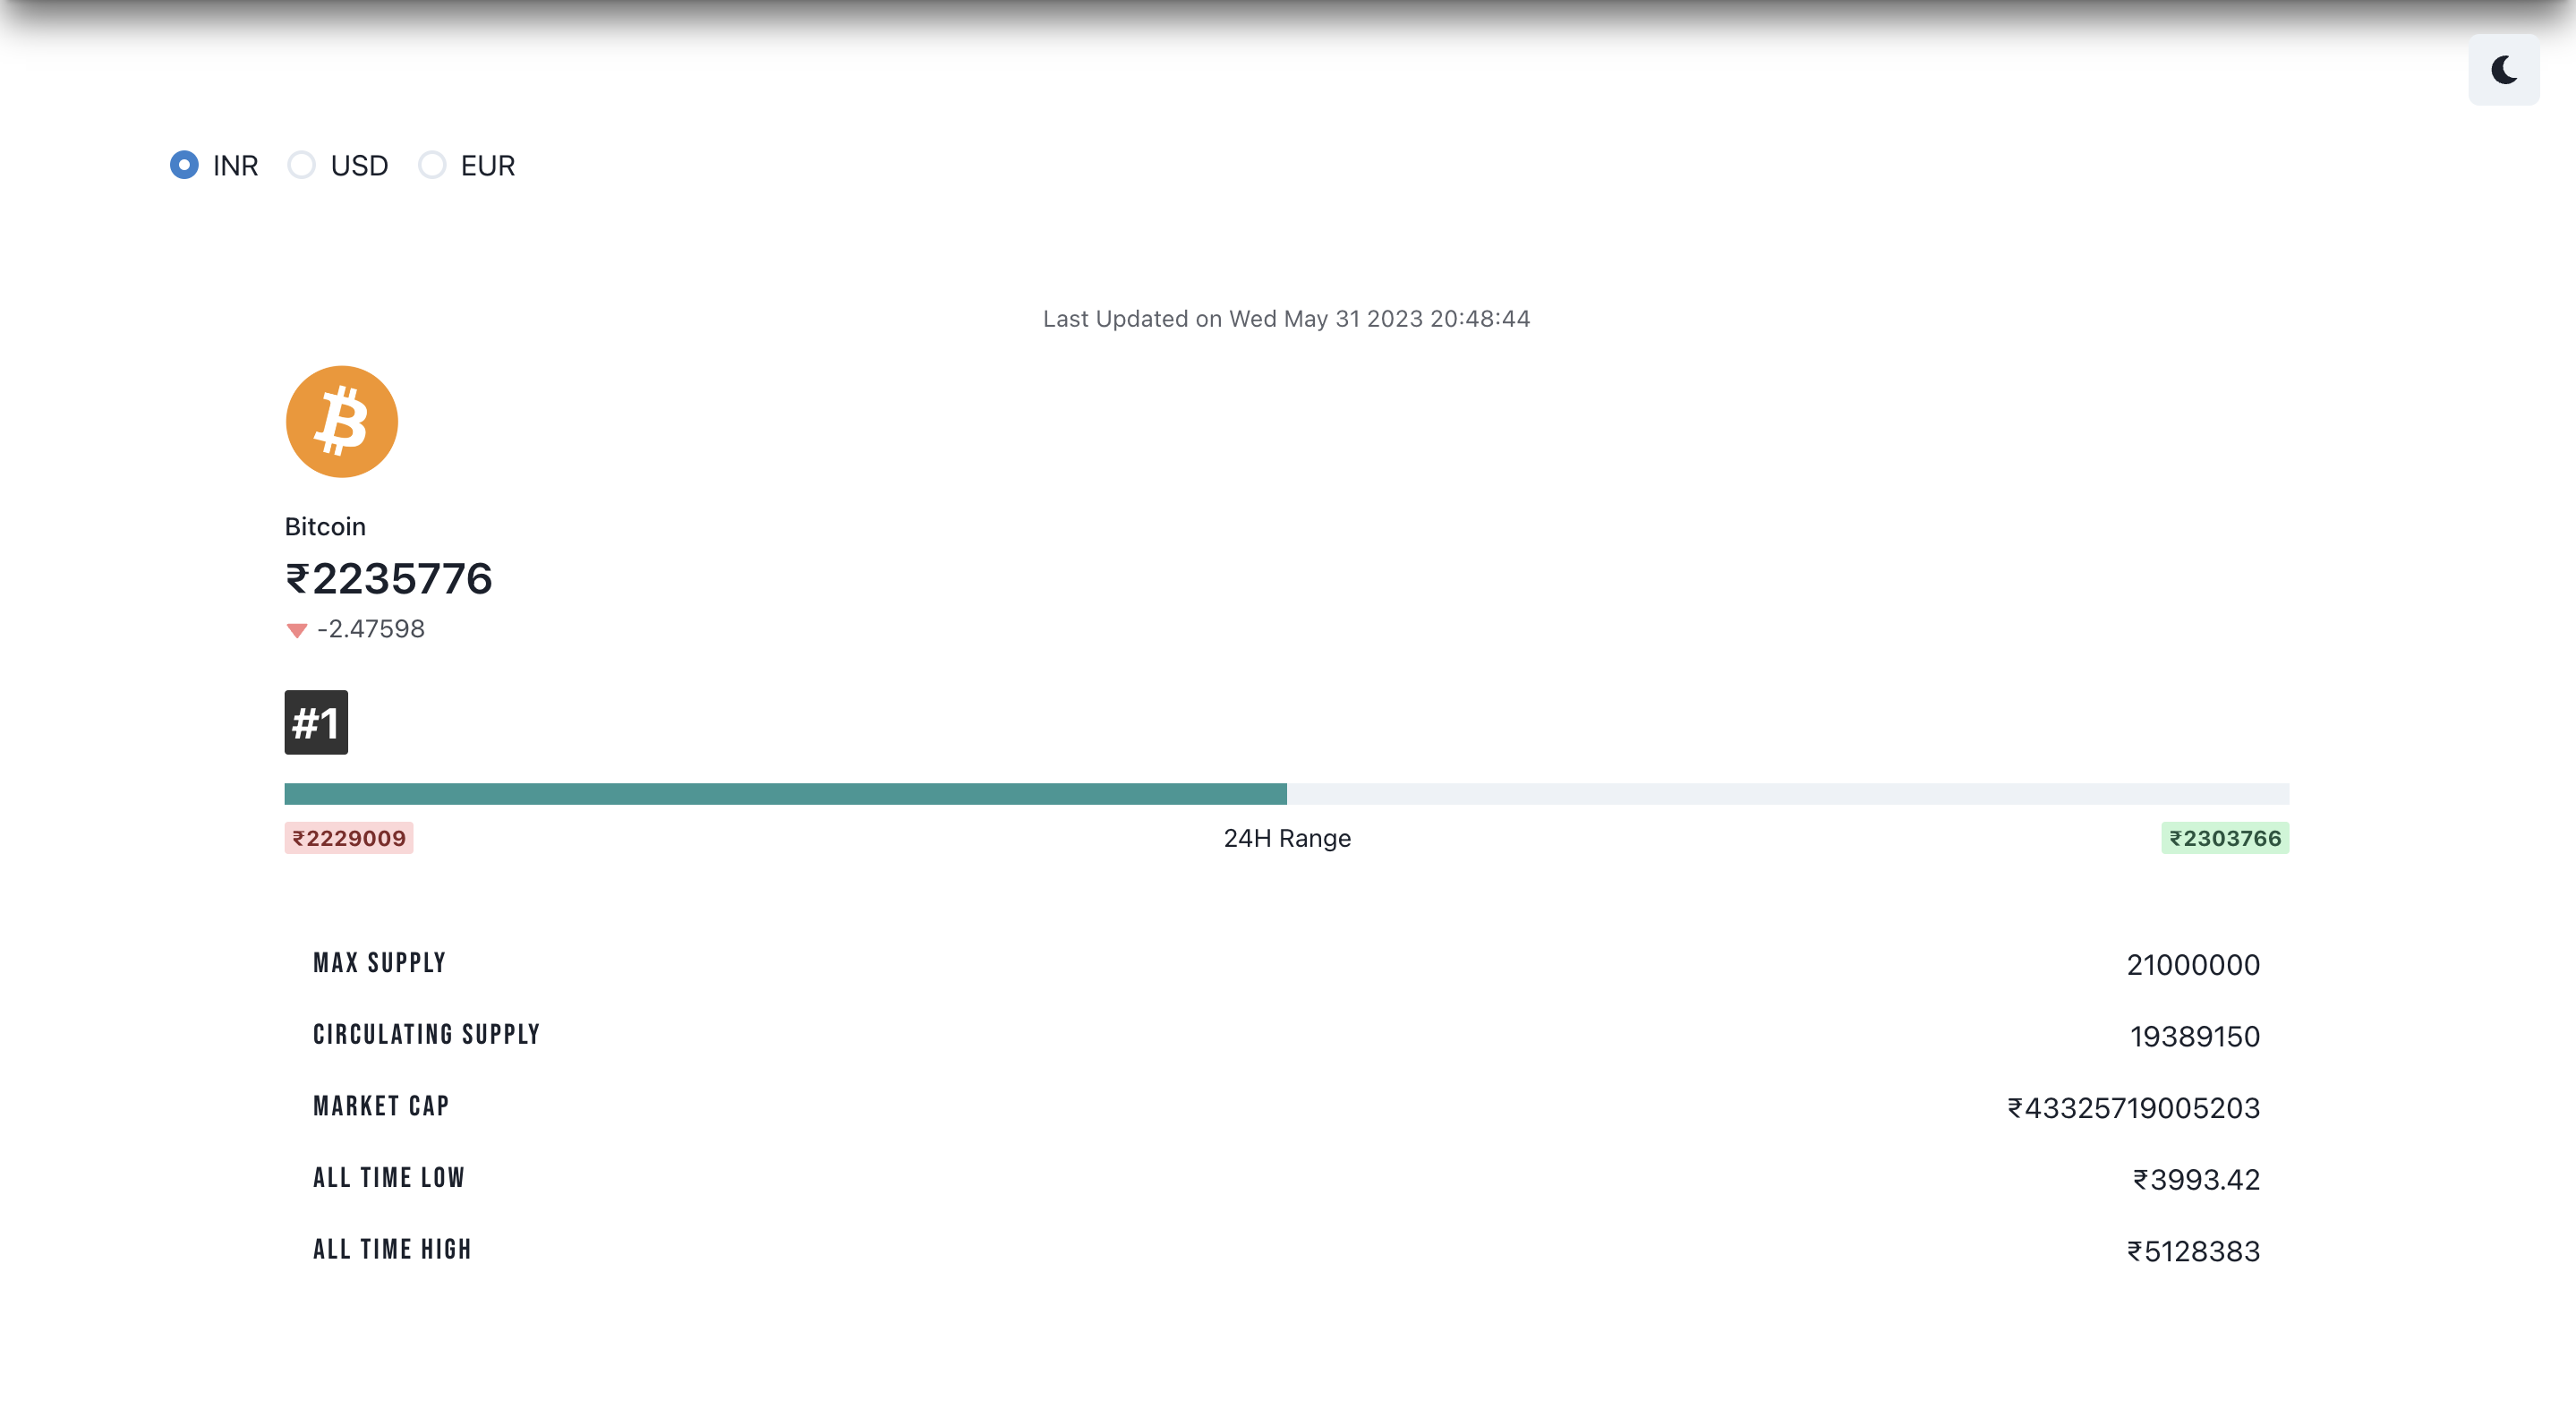 INR USD EUR
Last Updated on Wed May 31 2023 20:48:44
Bitcoin
₹2235776
-2.47598
#1
₹2229009 24H Range ₹2303766
MAX SUPPLY 21000000
CIRCULATING SUPPLY 19389150
MARKET CAP ₹43325719005203
ALL TIME LOW ₹3993.42
ALL TIME HIGH ₹5128383